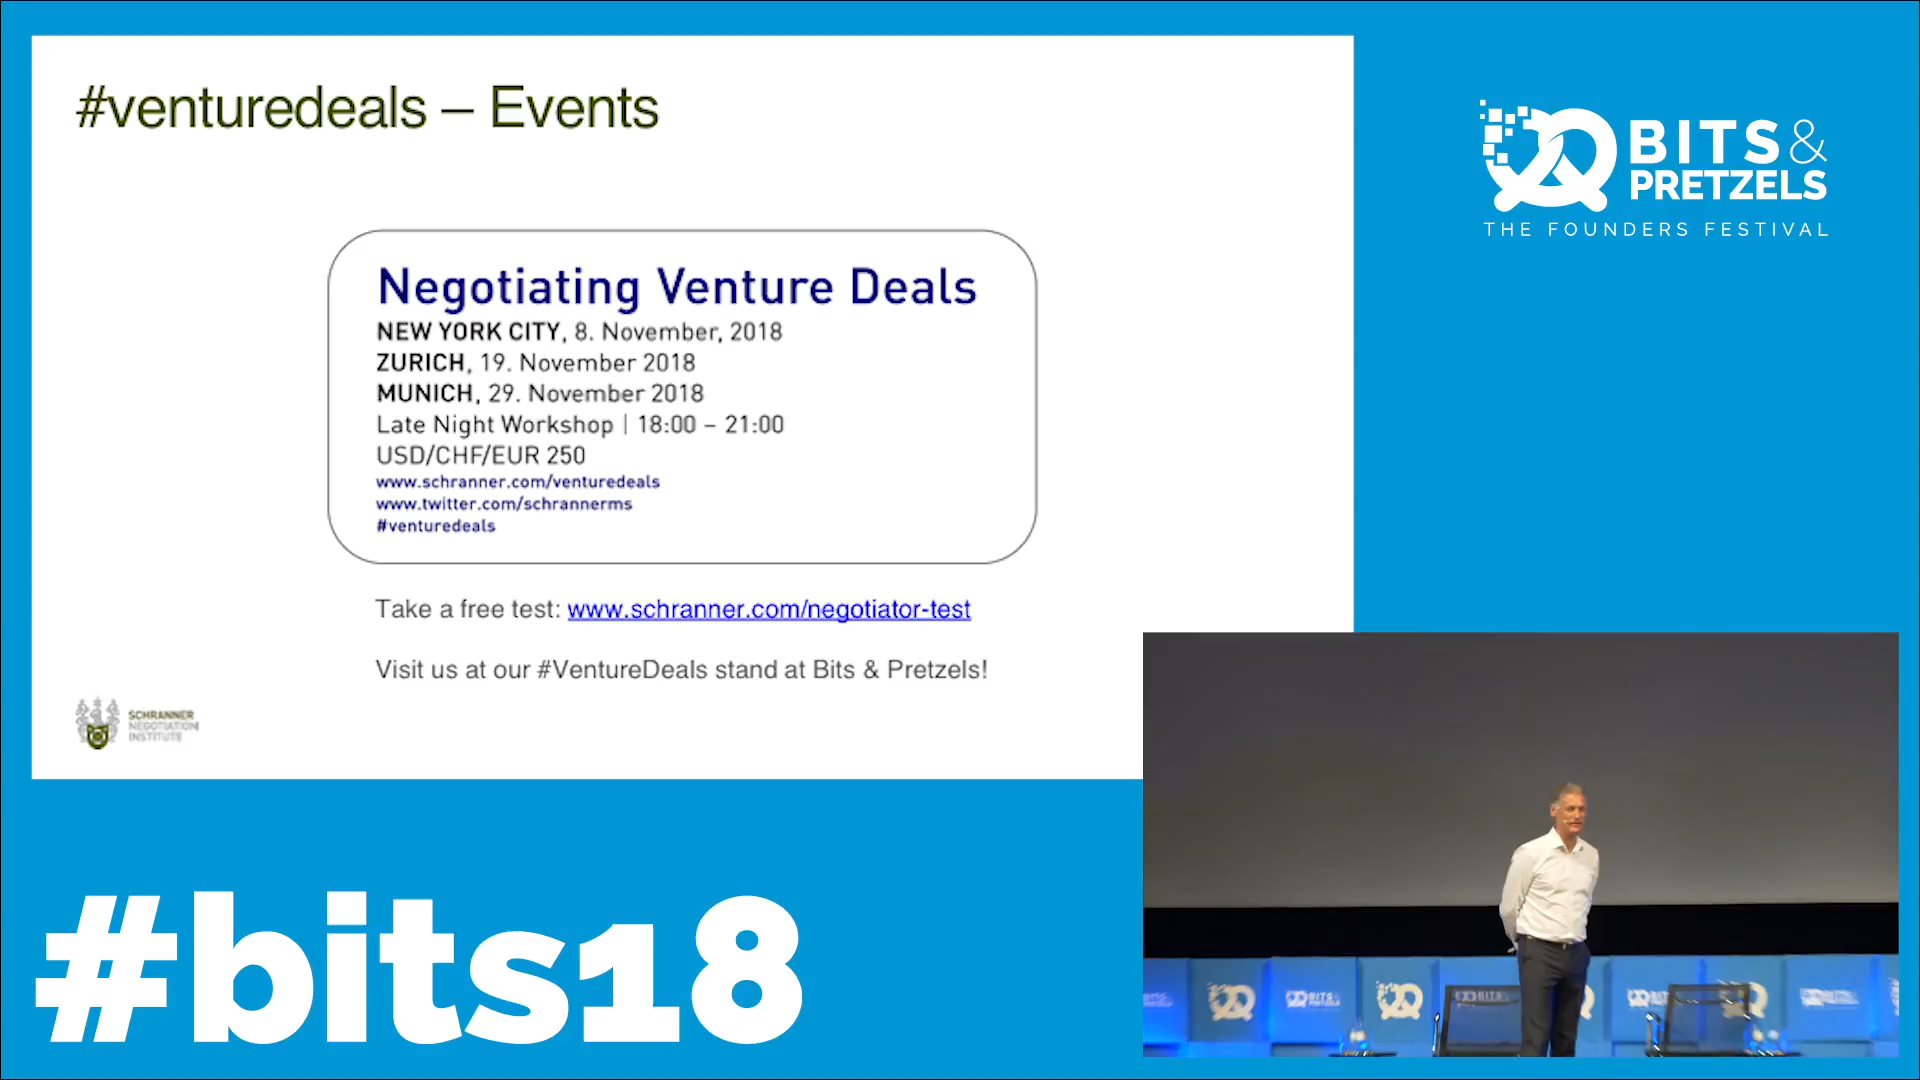 #venturedeals – Events
Negotiating Venture Deals
NEW YORK CITY, 8. November, 2018
ZURICH, 19. November 2018
MUNICH, 29. November 2018
Late Night Workshop | 18:00 – 21:00
USD/CHF/EUR 250
www.schranner.com/venturedeals
www.twitter.com/schrannerms
#venturedeals
Take a free test: www.schranner.com/negotiator-test
Visit us at our #VentureDeals stand at Bits & Pretzels!
SCHRANNER
NEGOTIATION
INSTITUTE
BITS &
PRETZELS
THE FOUNDERS FESTIVAL
#bits18